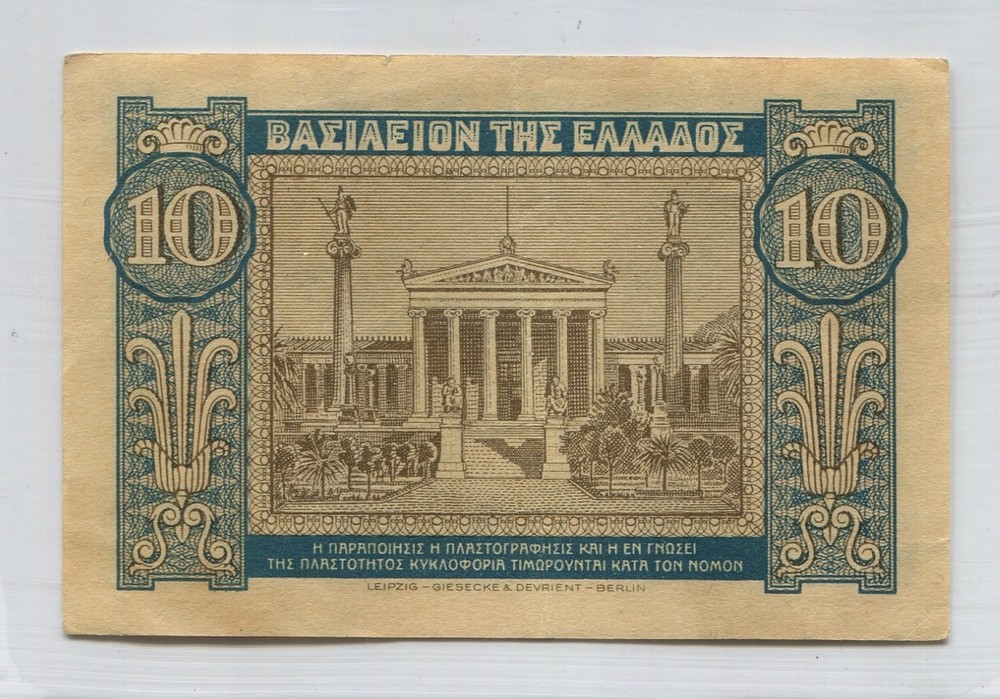 ΒΑΣΙΛΕΙΟΝ ΤΗΣ ΕΛΛΑΔΟΣ
10
10
Η ΠΑΡΑΠΟΙΗΣΙΣ Η ΠΛΑΣΤΟΓΡΑΦΗΣΙΣ ΚΑΙ Η ΕΝ ΓΝΩΣΕΙ
ΤΗΣ ΠΛΑΣΤΟΤΗΤΟΣ ΚΥΚΛΟΦΟΡΙΑ ΤΙΜΩΡΟΥΝΤΑΙ ΚΑΤΑ ΤΟΝ ΝΟΜΟΝ
LEIPZIG – GIESECKE & DEVRIENT – BERLIN